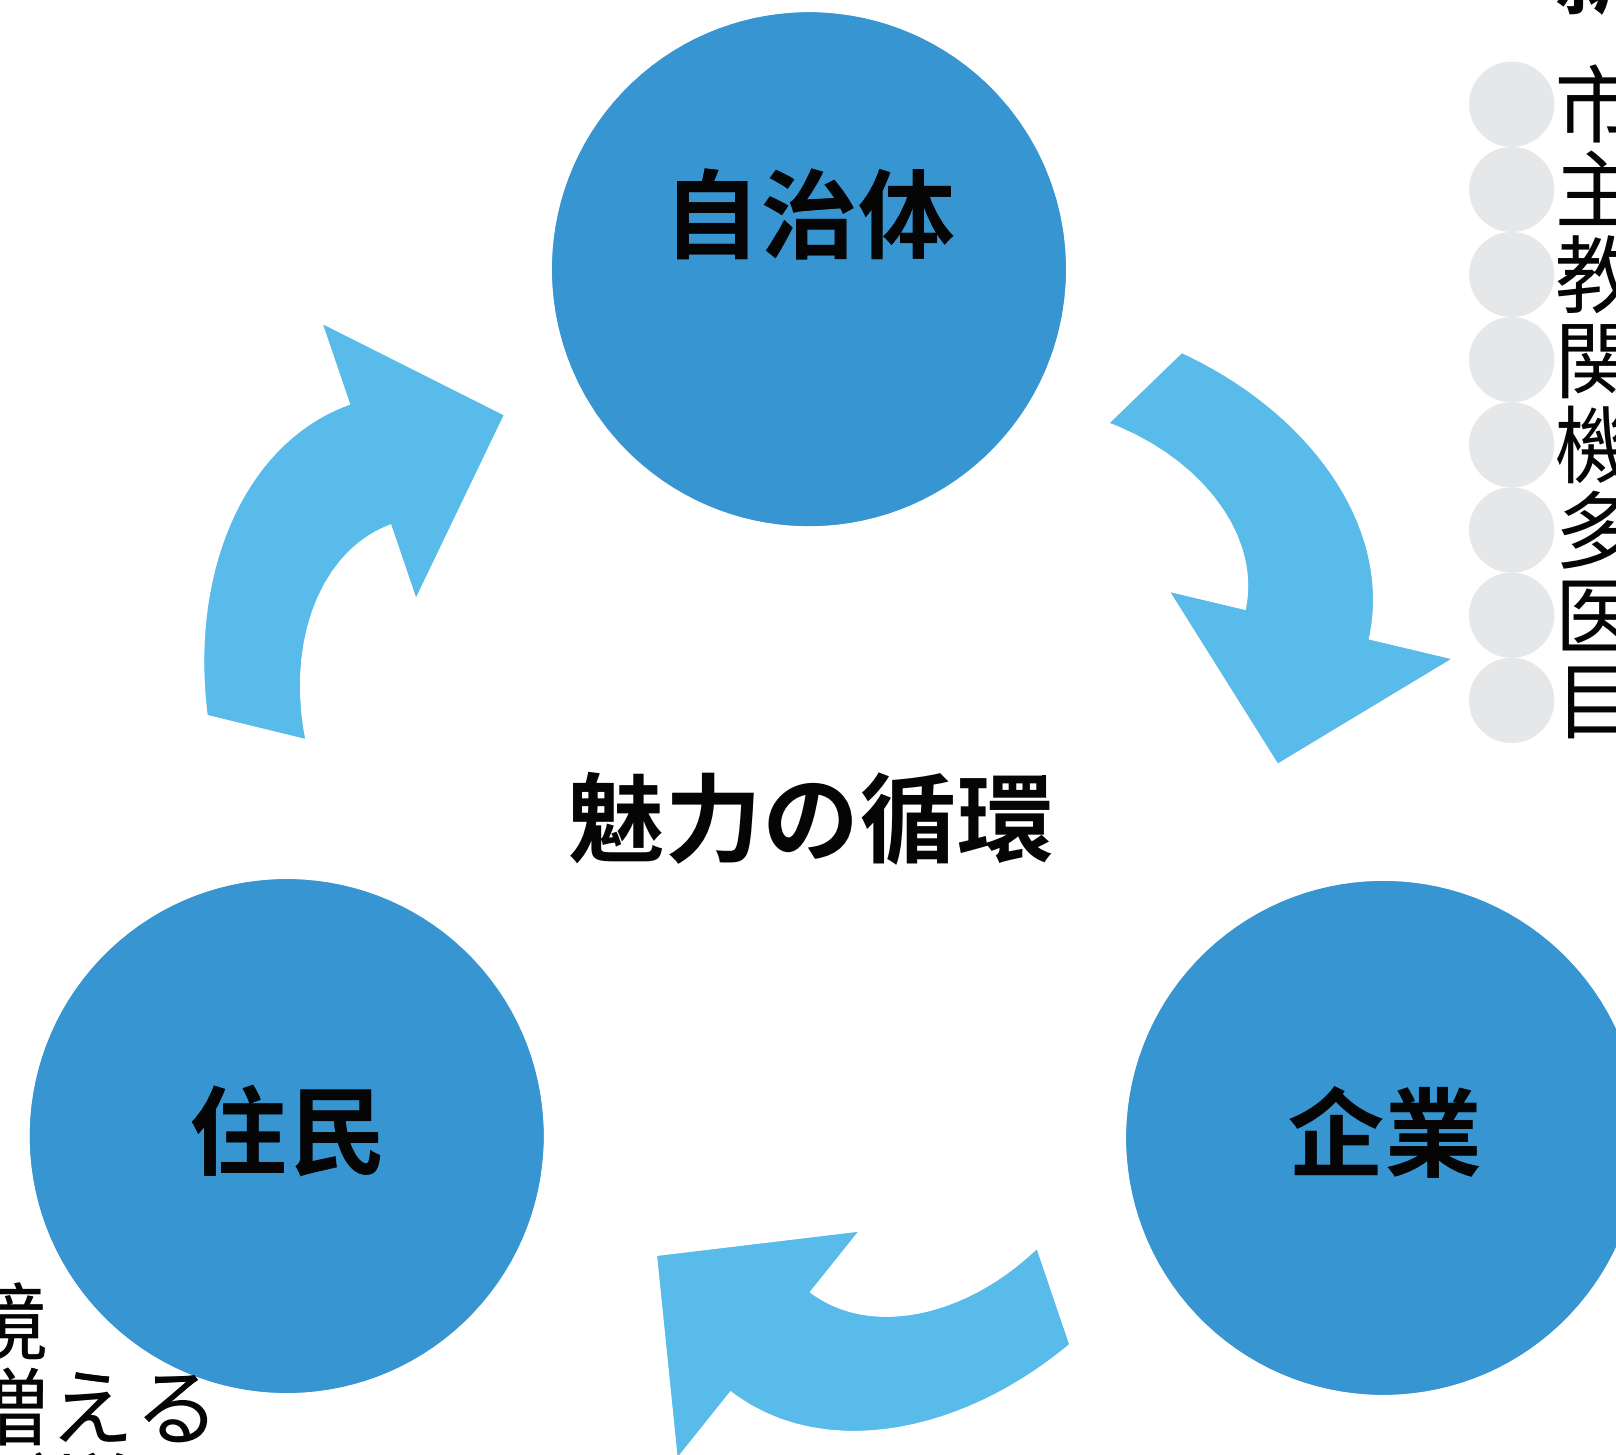 自治体
市
主
教
関
機
多
医
目
魅力の循環
住民
企業
境
増える